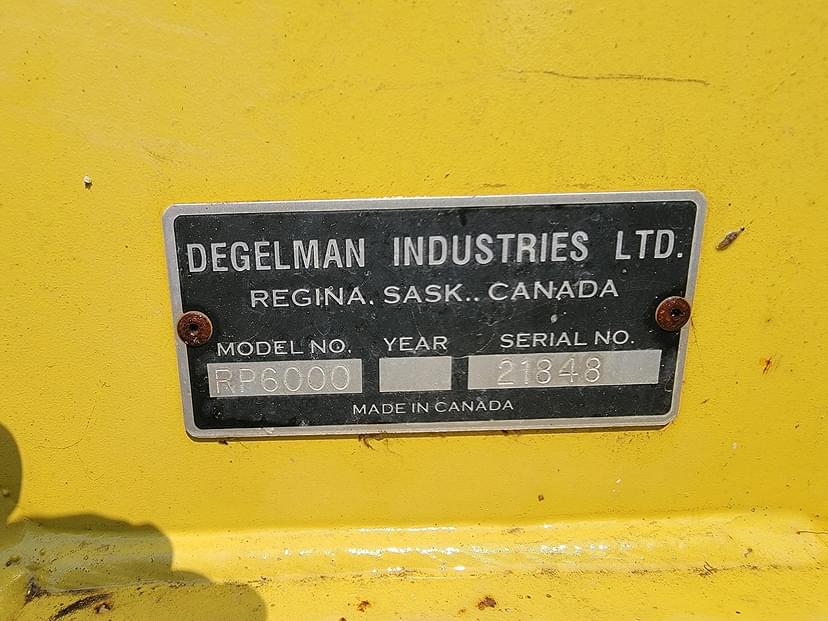 DEGELMAN INDUSTRIES LTD.
REGINA, SASK., CANADA
MODEL NO. YEAR SERIAL NO.
RP6000 21848
MADE IN CANADA